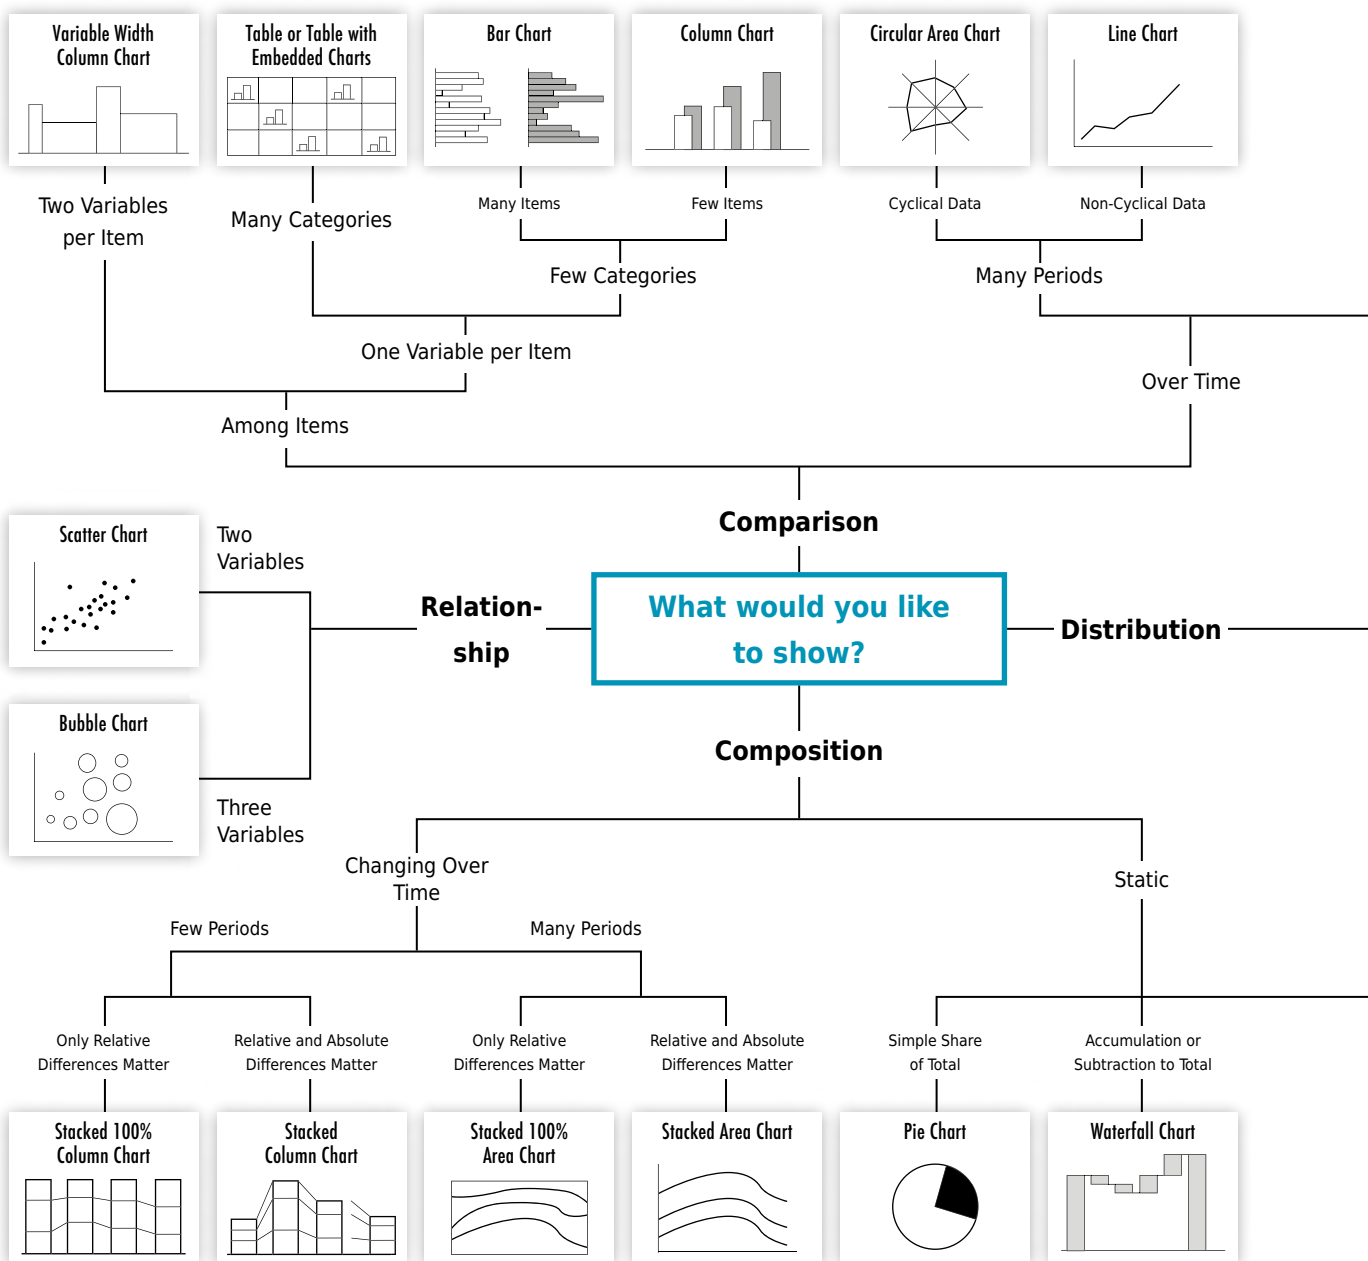 Variable Width
Column Chart
Table or Table with
Embedded Charts
Bar Chart
Column Chart
Circular Area Chart
Line Chart
Two Variables
per Item
Many Categories
Many Items
Few Items
Cyclical Data
Non-Cyclical Data
Few Categories
Many Periods
One Variable per Item
Over Time
Among Items
Comparison
Scatter Chart
Two
Variables
Relation-
ship
What would you like
to show?
Distribution
Bubble Chart
Three
Variables
Composition
Changing Over
Time
Static
Few Periods
Many Periods
Only Relative
Differences Matter
Relative and Absolute
Differences Matter
Only Relative
Differences Matter
Relative and Absolute
Differences Matter
Simple Share
of Total
Accumulation or
Subtraction to Total
Stacked 100%
Column Chart
Stacked
Column Chart
Stacked 100%
Area Chart
Stacked Area Chart
Pie Chart
Waterfall Chart